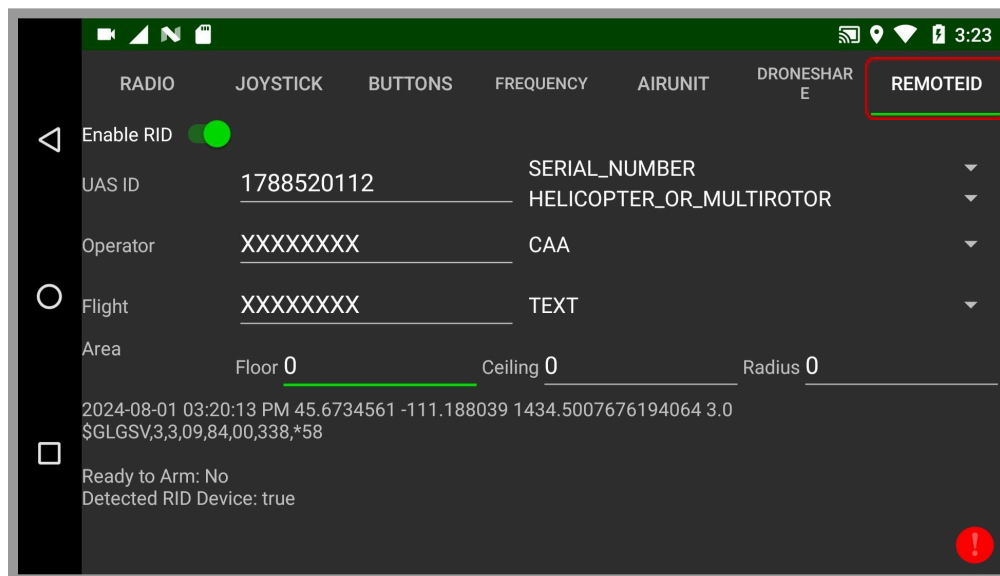 3:23
RADIO JOYSTICK BUTTONS FREQUENCY AIRUNIT DRONESHAR REMOTEID
E
Enable RID
UAS ID 1788520112 SERIAL_NUMBER
HELICOPTER_OR_MULTIROTOR
Operator XXXXXXXX CAA
Flight XXXXXXXX TEXT
Area
Floor 0 Ceiling 0 Radius 0
2024-08-01 03:20:13 PM 45.6734561 -111.188039 1434.5007676194064 3.0
$GLGSV,3,3,09,84,00,338,*58
Ready to Arm: No
Detected RID Device: true